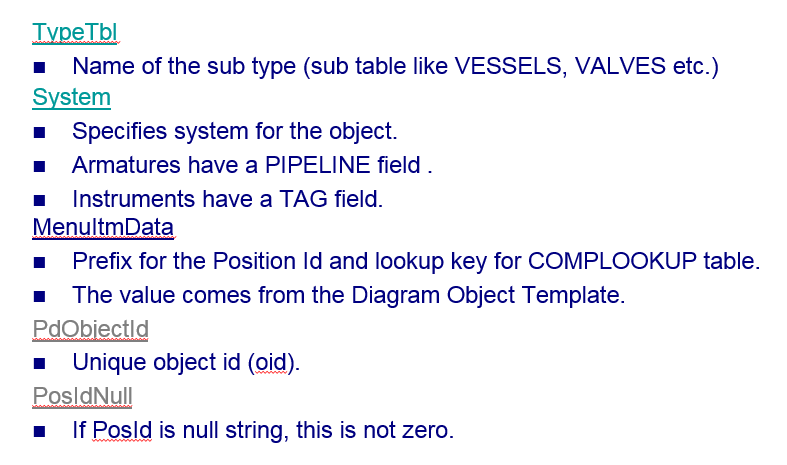 TypeTbl
■ Name of the sub type (sub table like VESSELS, VALVES etc.)
System
■ Specifies system for the object.
■ Armatures have a PIPELINE field .
■ Instruments have a TAG field.
MenuItmData
■ Prefix for the Position Id and lookup key for COMPLOOKUP table.
■ The value comes from the Diagram Object Template.
PdObjectId
■ Unique object id (oid).
PosIdNull
■ If PosId is null string, this is not zero.